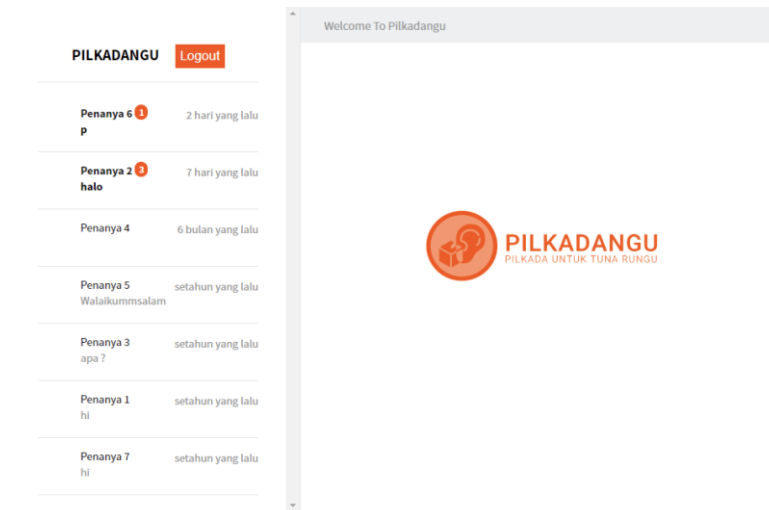 Welcome To Pilkadangu
PILKADANGU Logout
Penanya 6 1 2 hari yang lalu
p
Penanya 2 3 7 hari yang lalu
halo
Penanya 4 6 bulan yang lalu
Penanya 5 setahun yang lalu
Walaikummsalam
Penanya 3 setahun yang lalu
apa ?
Penanya 1 setahun yang lalu
hi
Penanya 7 setahun yang lalu
hi
PILKADANGU
PILKADA UNTUK TUNA RUNGU